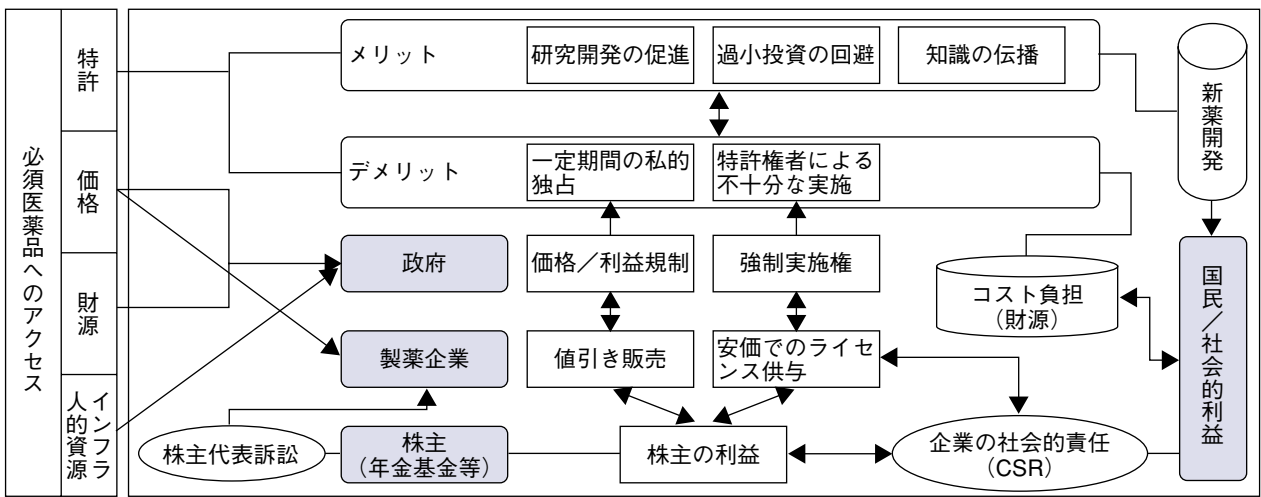 必須医薬品へのアクセス
特許
価格
財源
インフラ
人的資源
メリット
研究開発の促進
過小投資の回避
知識の伝播
新薬開発
デメリット
一定期間の私的
独占
特許権者による
不十分な実施
政府
価格／利益規制
強制実施権
コスト負担
（財源）
国民／社会的利益
製薬企業
値引き販売
安価でのライセ
ンス供与
株主代表訴訟
株主
（年金基金等）
株主の利益
企業の社会的責任
（CSR）